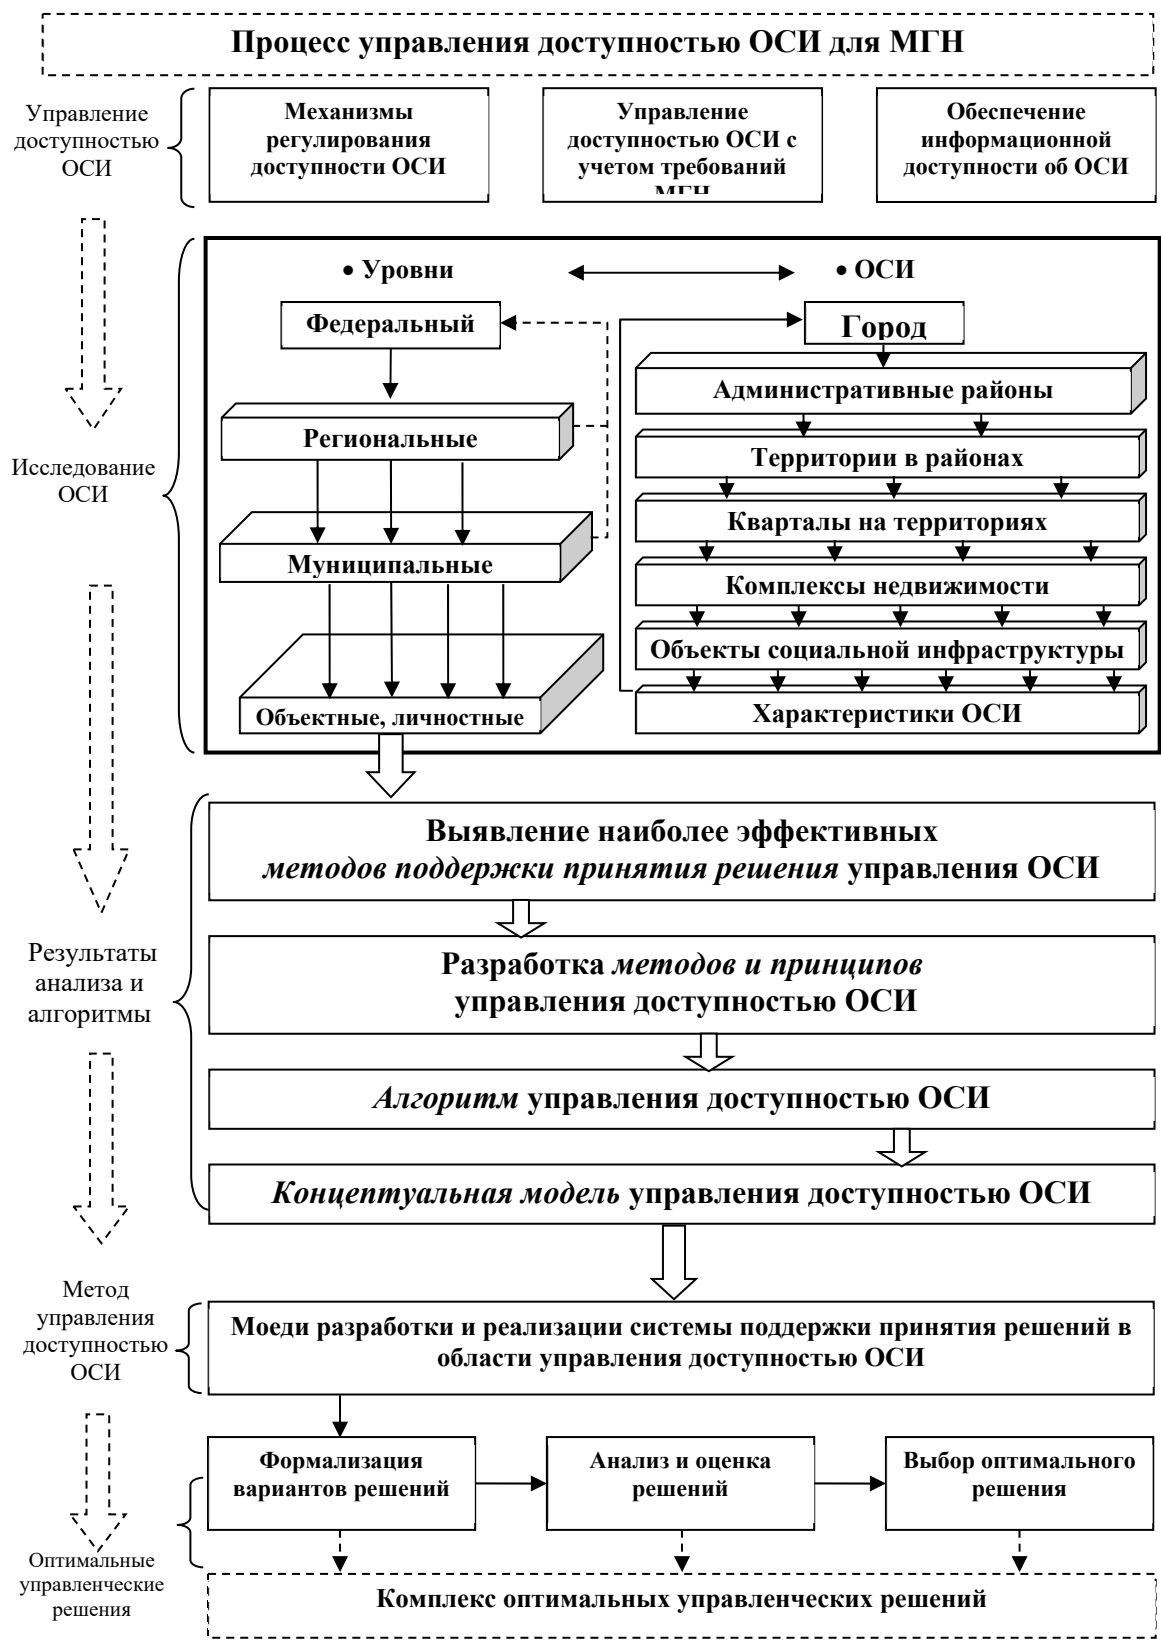 Процесс управления доступностью ОСИ для МГН
Управление
доступностью
ОСИ
Механизмы
регулирования
доступности ОСИ
Управление
доступностью ОСИ с
учетом требований
МГН
Обеспечение
информационной
доступности об ОСИ
Исследование
ОСИ
• Уровни
• ОСИ
Федеральный
Региональные
Муниципальные
Объектные, личностные
Город
Административные районы
Территории в районах
Кварталы на территориях
Комплексы недвижимости
Объекты социальной инфраструктуры
Характеристики ОСИ
Результаты
анализа и
алгоритмы
Выявление наиболее эффективных
методов поддержки принятия решения управления ОСИ
Разработка методов и принципов
управления доступностью ОСИ
Алгоритм управления доступностью ОСИ
Концептуальная модель управления доступностью ОСИ
Метод
управления
доступностью
ОСИ
Моеди разработки и реализации системы поддержки принятия решений в
области управления доступностью ОСИ
Формализация
вариантов решений
Анализ и оценка
решений
Выбор оптимального
решения
Оптимальные
управленческие
решения
Комплекс оптимальных управленческих решений